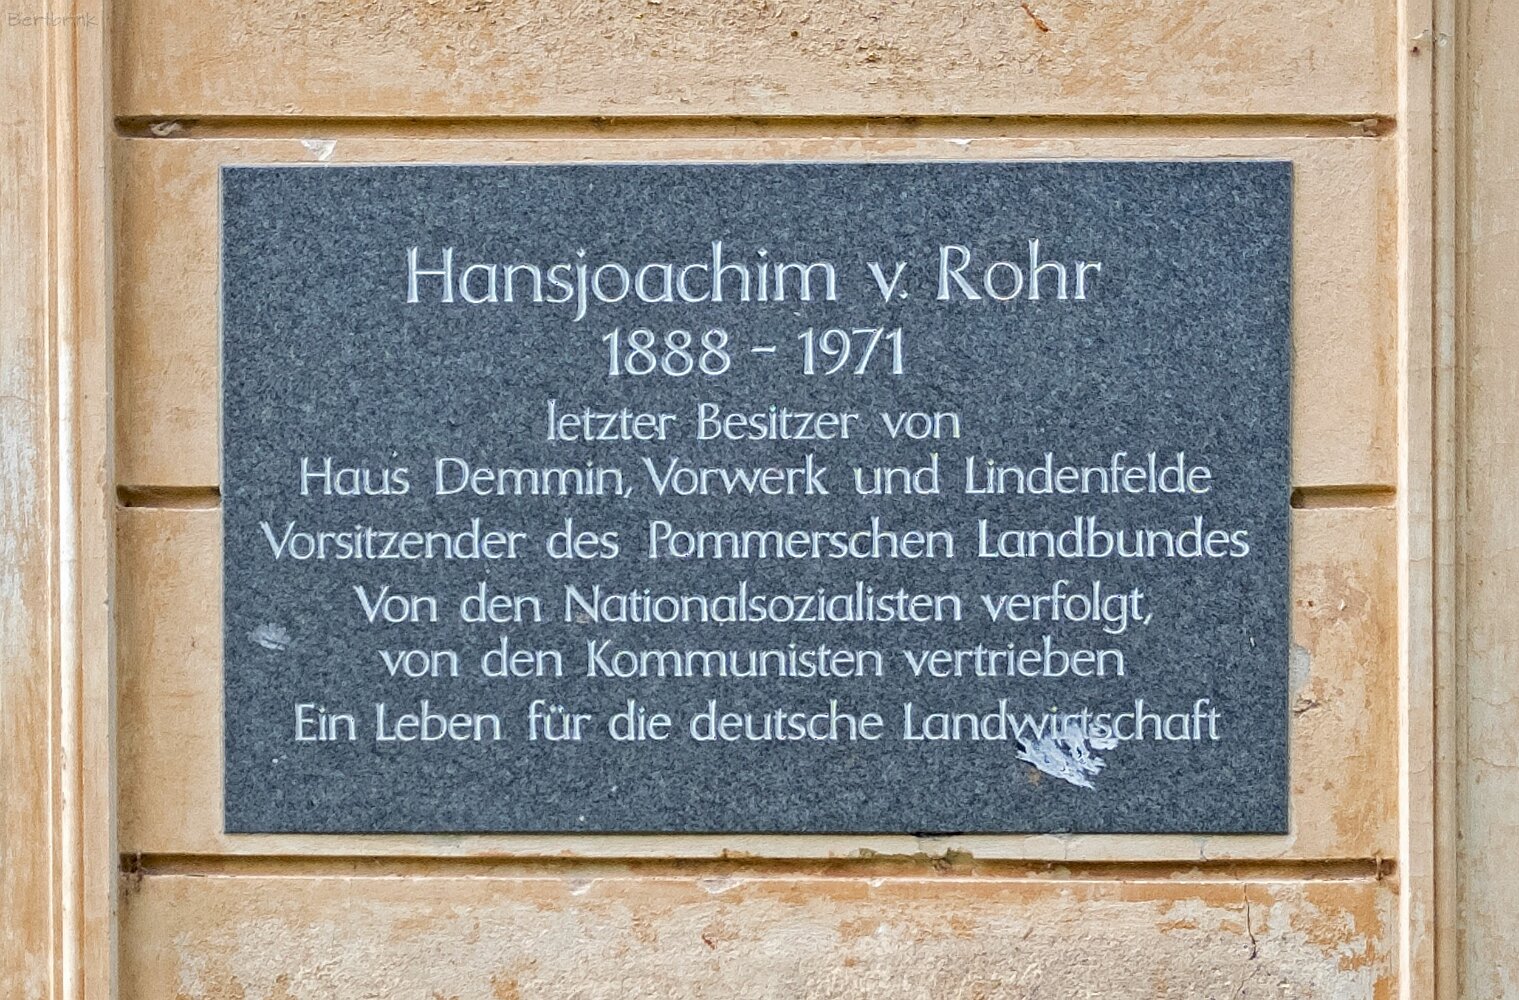 Bertbrok
Hansjoachim v. Rohr
1888 - 1971
letzter Besitzer von
Haus Demmin, Vorwerk und Lindenfelde
Vorsitzender des Pommerschen Landbundes
Von den Nationalsozialisten verfolgt,
von den Kommunisten vertrieben
Ein Leben für die deutsche Landwirtschaft